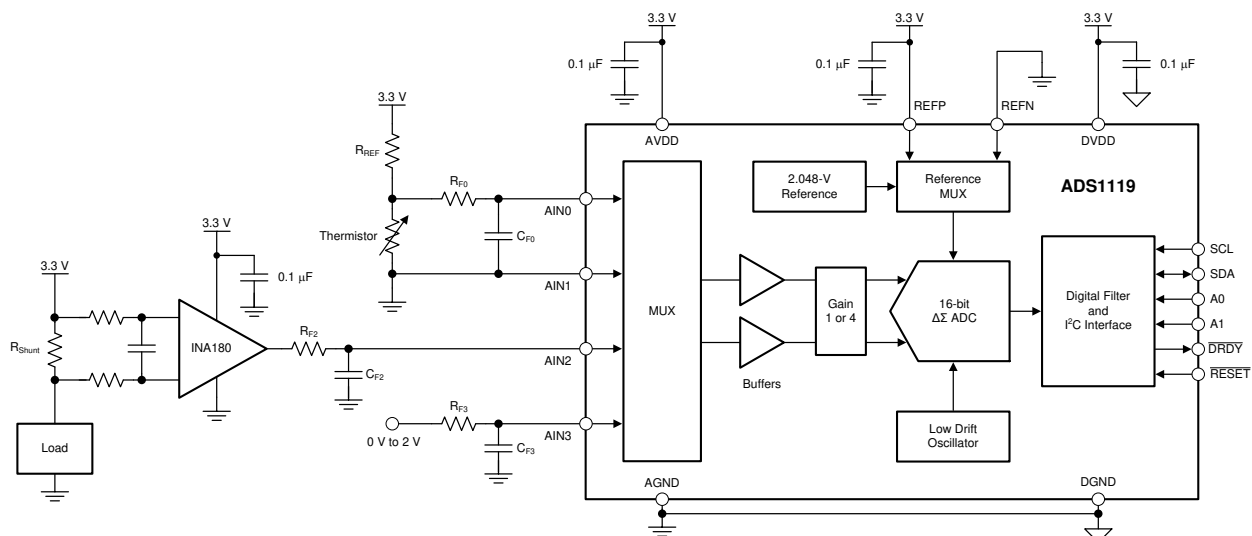 3.3 V
3.3 V
3.3 V
0.1 μF
0.1 μF
0.1 μF
3.3 V
REFP
REFN
AVDD
DVDD
RREF
2.048-V
Reference
Reference
MUX
ADS1119
RF0
AIN0
3.3 V
Thermistor
CF0
SCL
3.3 V
0.1 μF
AIN1
SDA
MUX
Gain
1 or 4
16-bit
ΔΣ ADC
Digital Filter
and
I²C Interface
A0
A1
RShunt
INA180
RF2
AIN2
DRDY
CF2
Buffers
RESET
RF3
AIN3
Load
0 V to 2 V
CF3
Low Drift
Oscillator
AGND
DGND